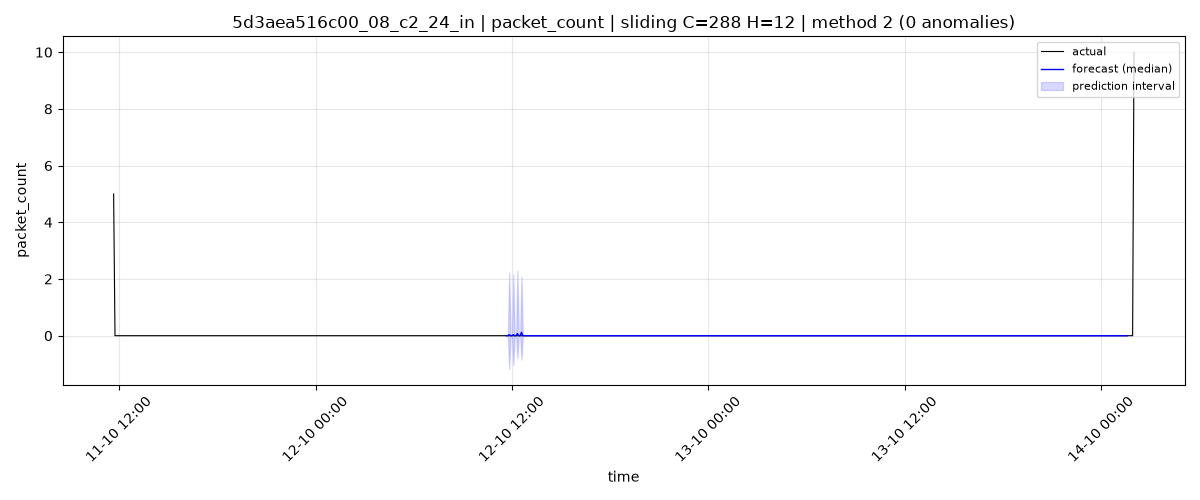 5d3aea516c00_08_c2_24_in | packet_count | sliding C=288 H=12 | method 2 (0 anomalies)
actual
forecast (median)
prediction interval
packet_count
10
8
6
4
2
0
11-10 12:00
12-10 00:00
12-10 12:00
13-10 00:00
13-10 12:00
14-10 00:00
time